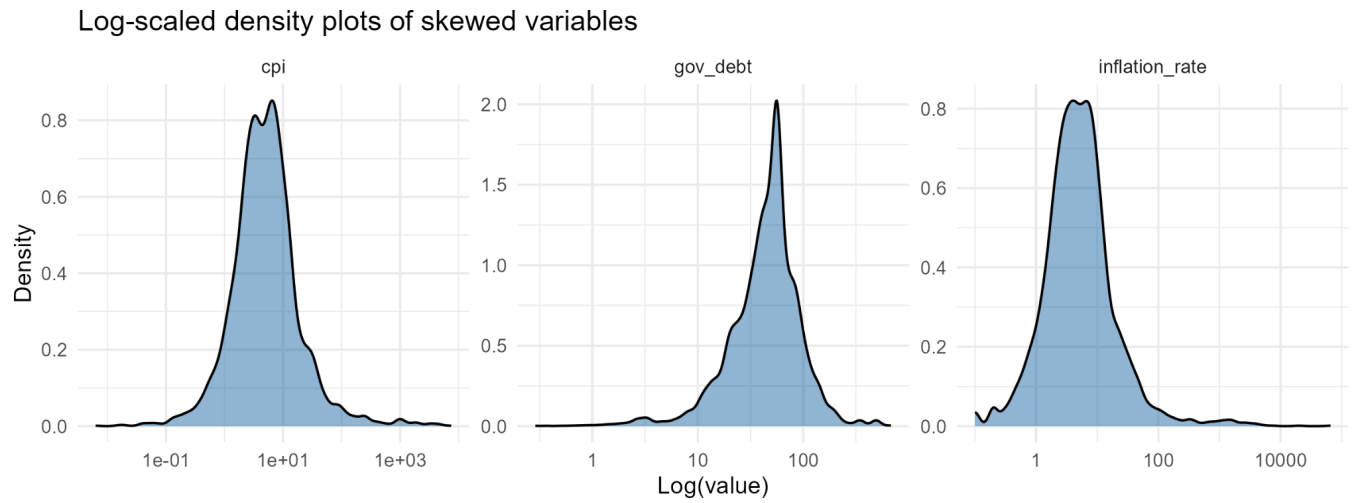 Log-scaled density plots of skewed variables
cpi
gov_debt
inflation_rate
Density
0.8
0.6
0.4
0.2
0.0
2.0
1.5
1.0
0.5
0.0
0.8
0.6
0.4
0.2
0.0
1e-01 1e+01 1e+03
1 10 100
1 100 10000
Log(value)